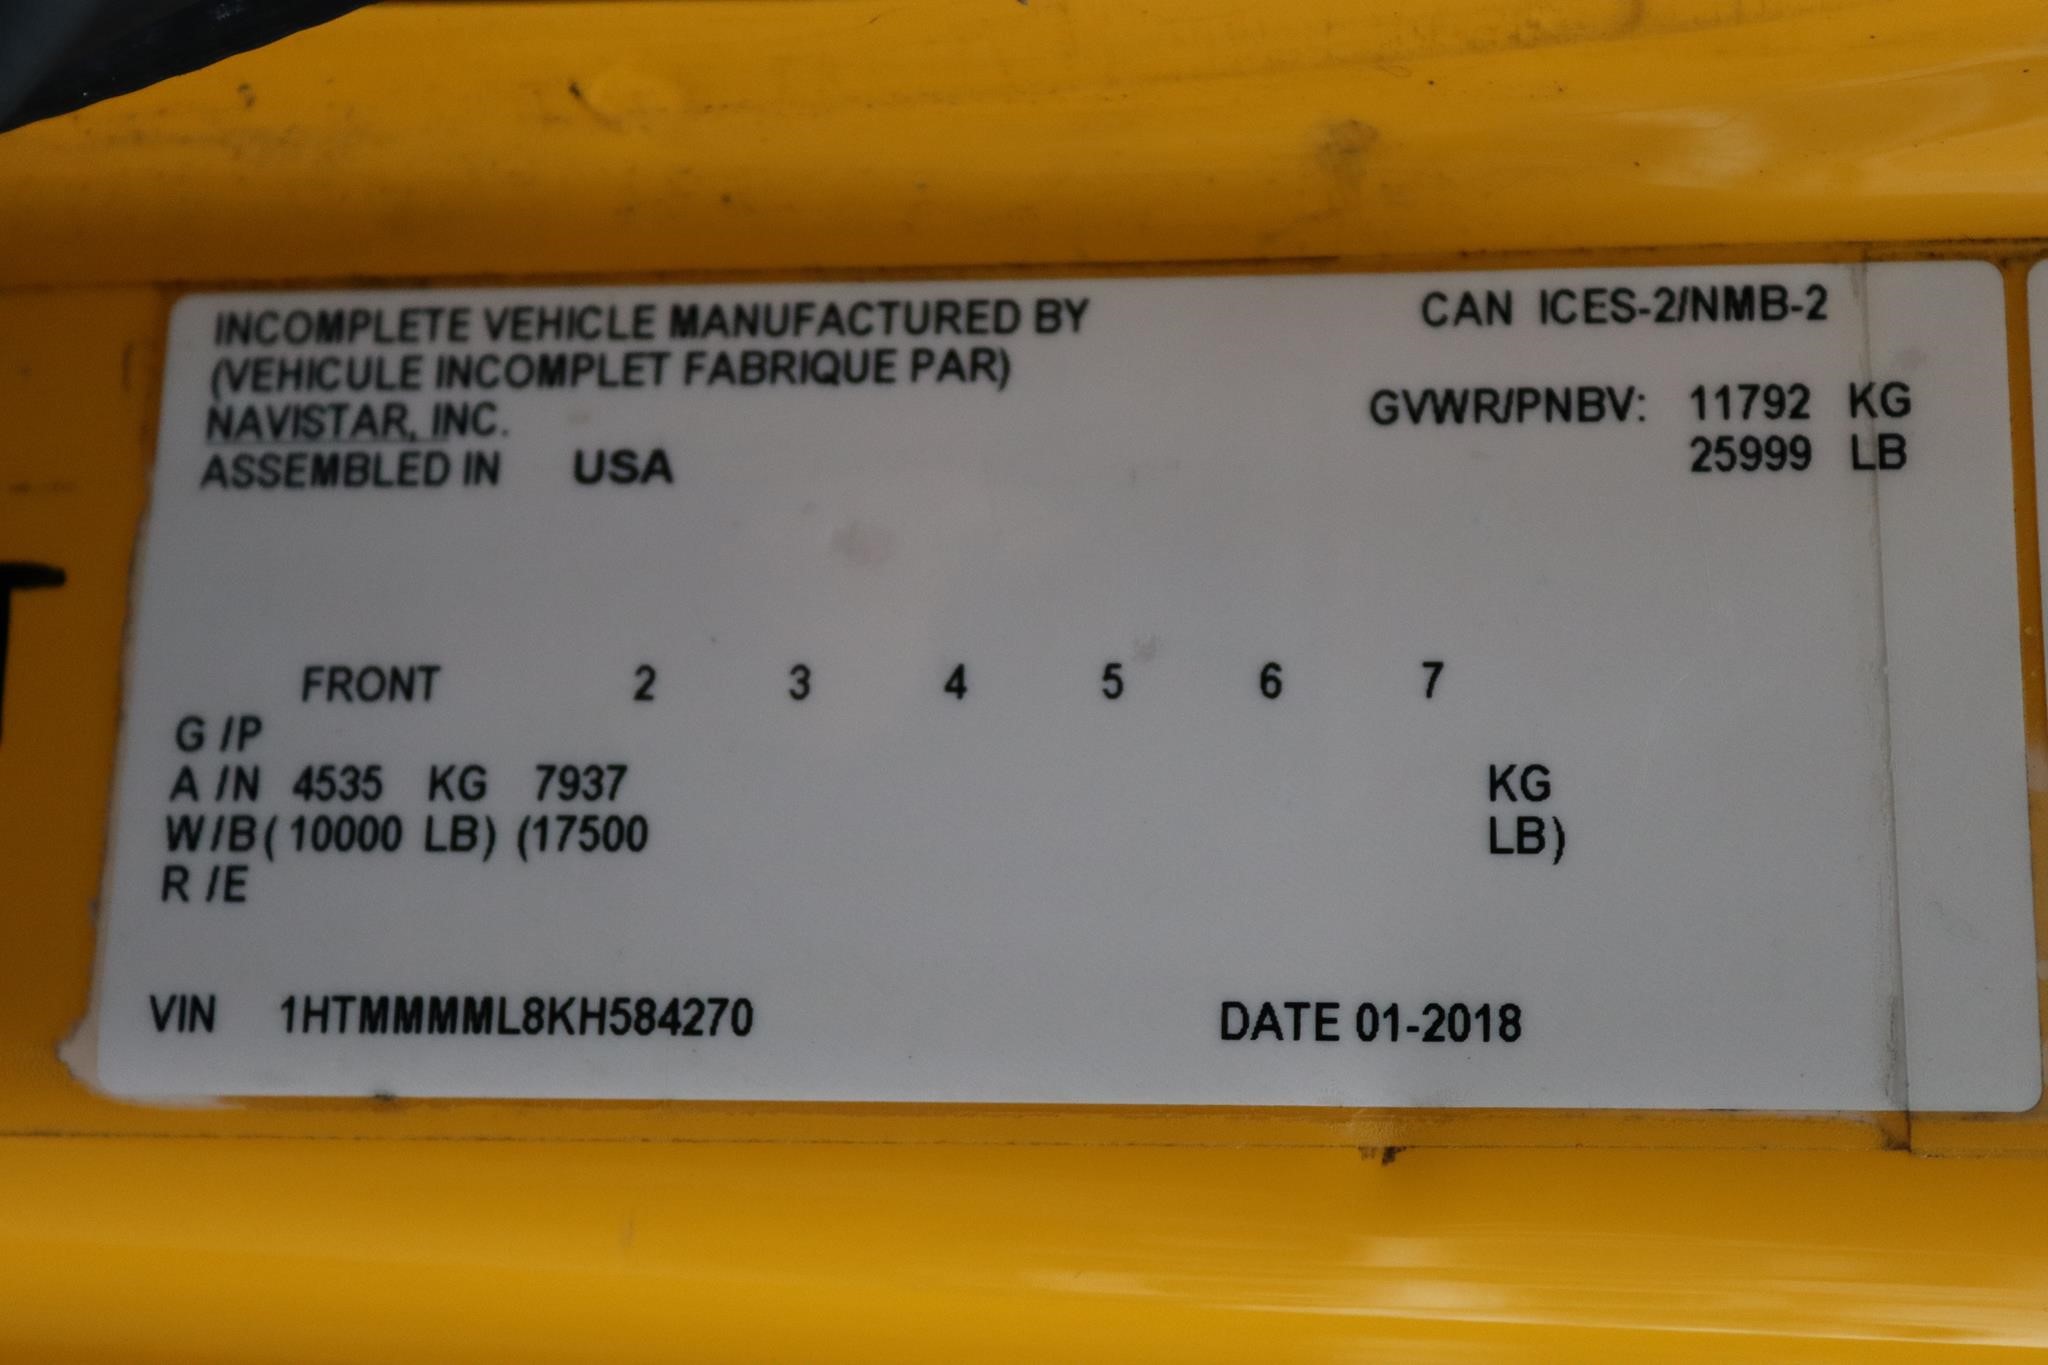 INCOMPLETE VEHICLE MANUFACTURED BY
(VEHICULE INCOMPLET FABRIQUE PAR)
NAVISTAR, INC.
ASSEMBLED IN USA
CAN ICES-2/NMB-2
GVWR/PNBV: 11792 KG
25999 LB
FRONT 2 3 4 5 6 7
G /P
A /N 4535 KG 7937 KG
W/B ( 10000 LB) (17500 LB)
R /E
VIN 1HTMMMML8KH584270 DATE 01-2018